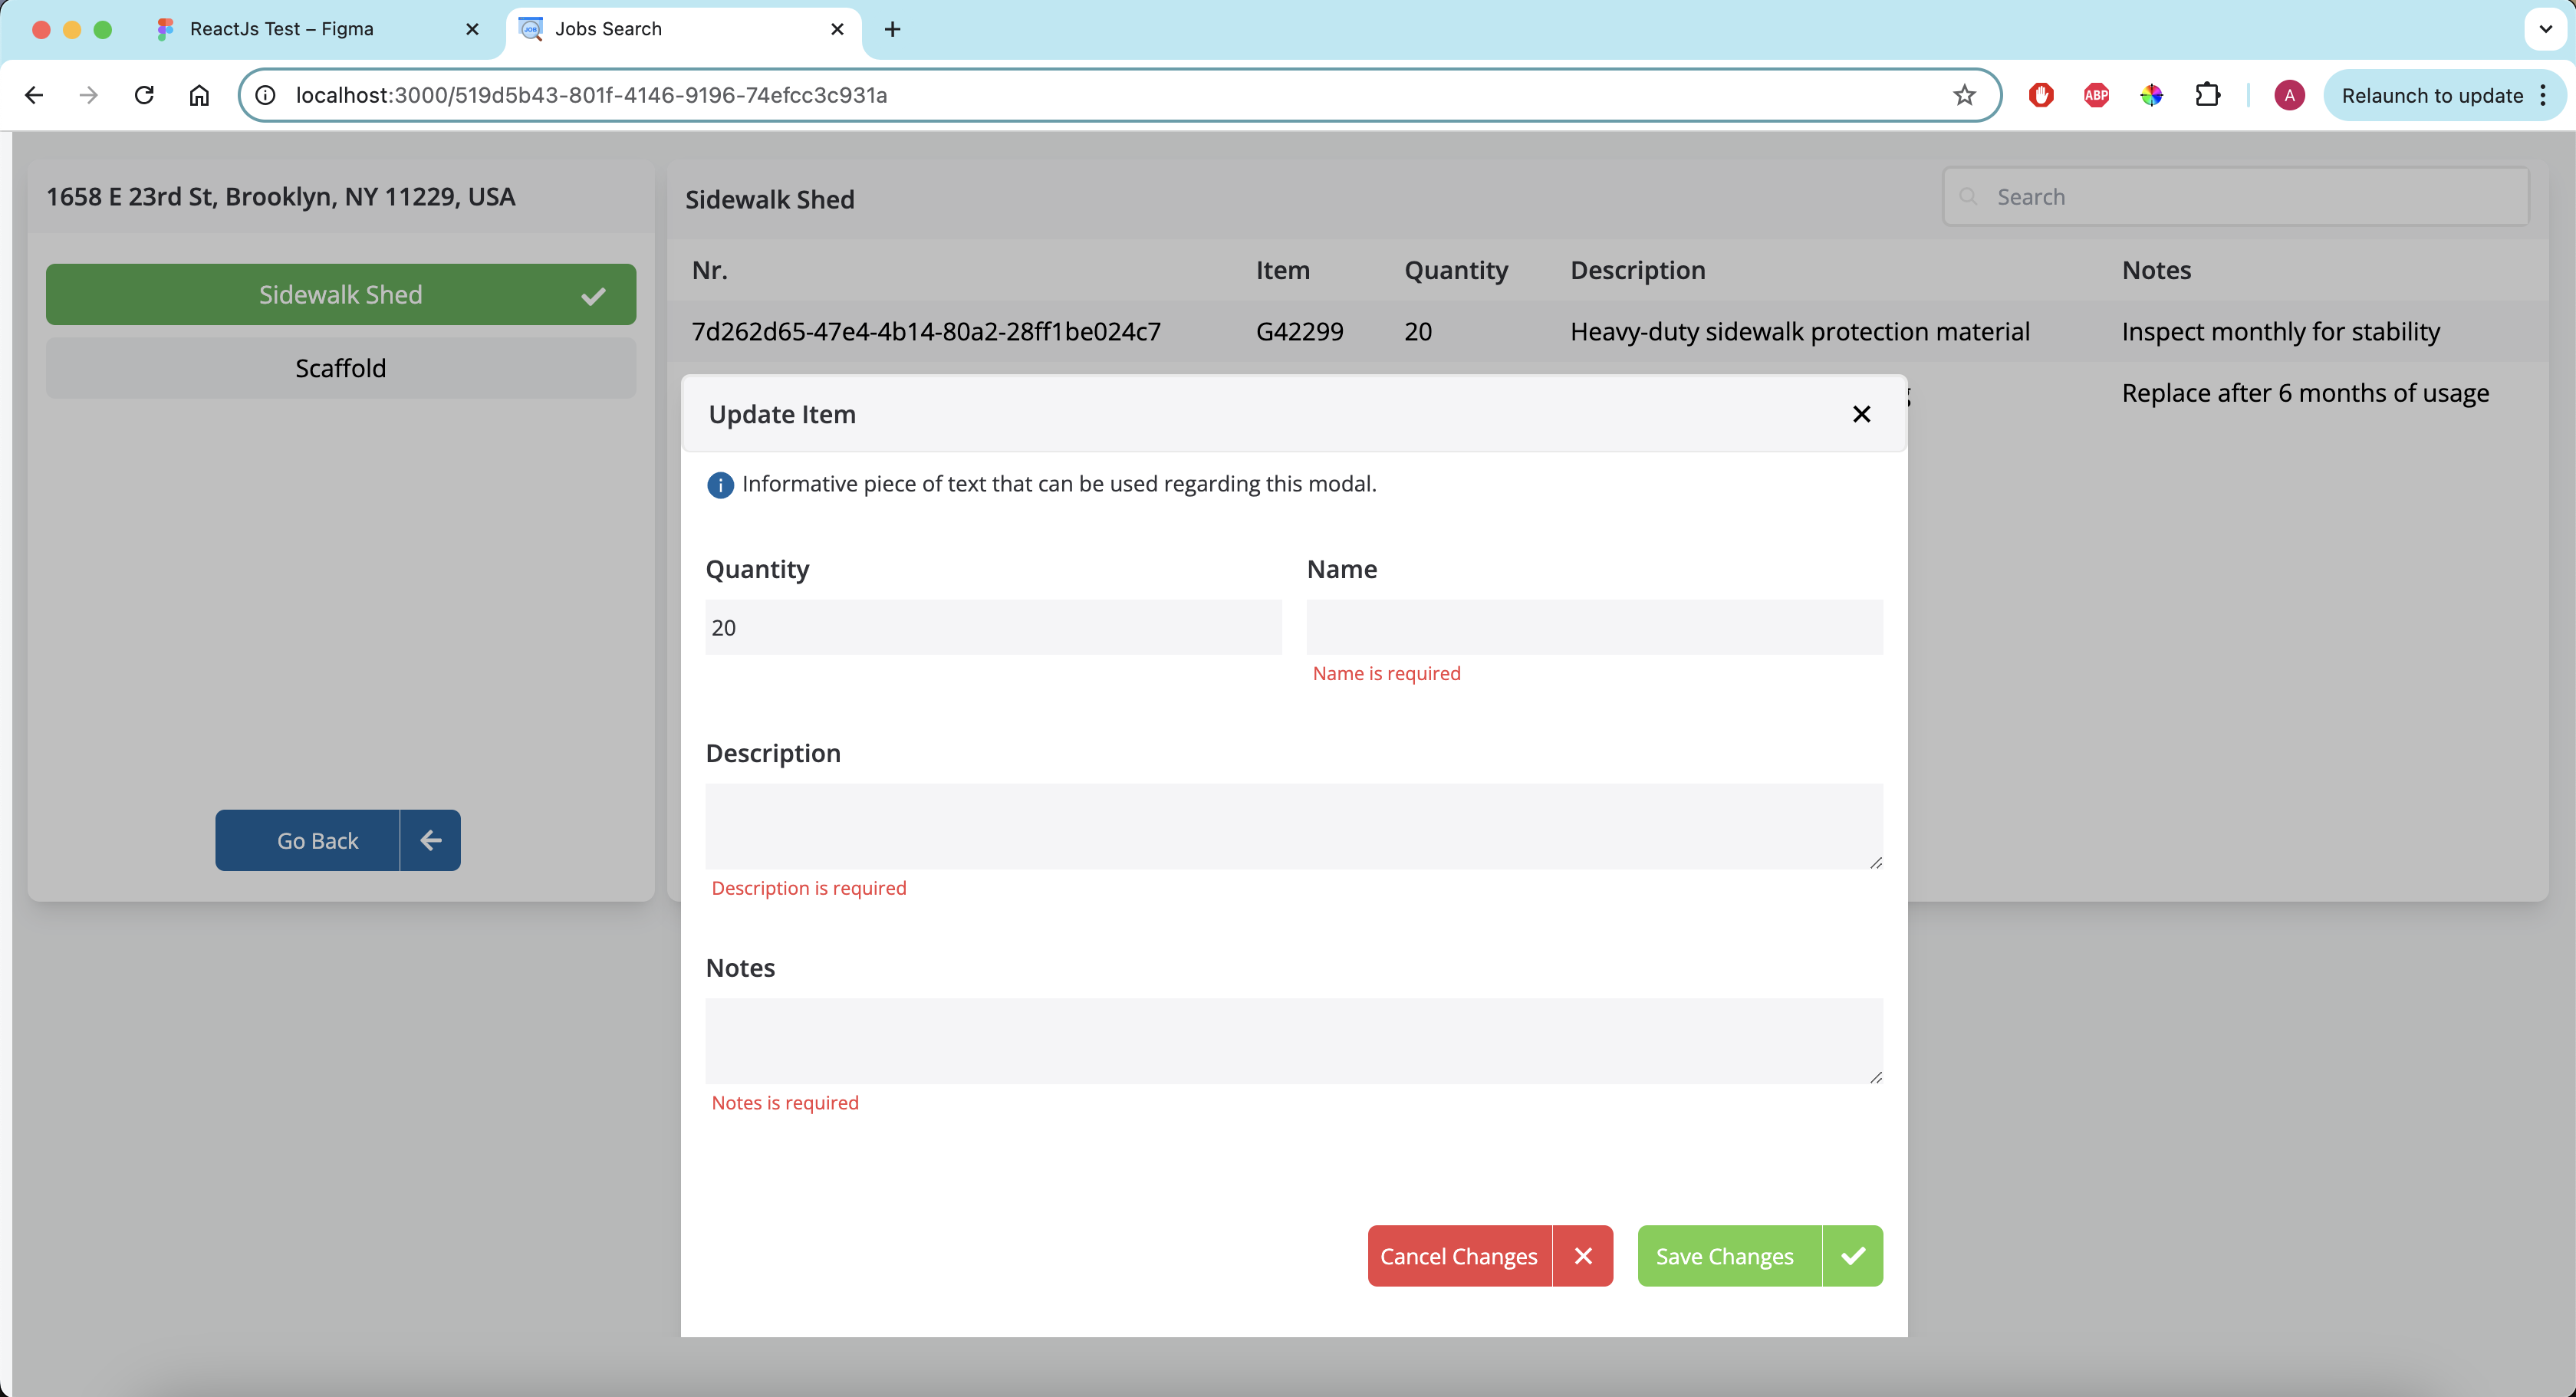 ReactJs Test – Figma
Jobs Search
localhost:3000/519d5b43-801f-4146-9196-74efcc3c931a
ABP
A
Relaunch to update
1658 E 23rd St, Brooklyn, NY 11229, USA
Sidewalk Shed
Scaffold
Go Back
Sidewalk Shed
Search
Nr. Item Quantity Description Notes
7d262d65-47e4-4b14-80a2-28ff1be024c7 G42299 20 Heavy-duty sidewalk protection material Inspect monthly for stability
Replace after 6 months of usage
Update Item
Informative piece of text that can be used regarding this modal.
Quantity Name
20
Name is required
Description
Description is required
Notes
Notes is required
Cancel Changes
Save Changes